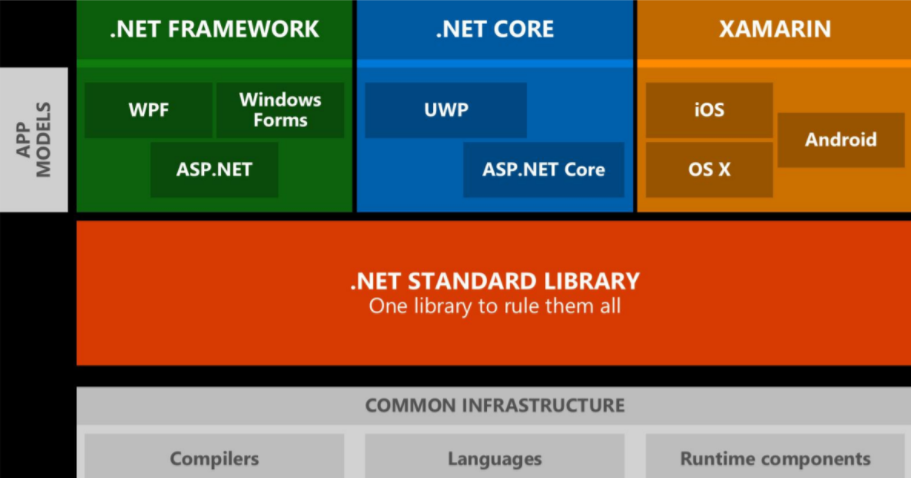 .NET FRAMEWORK
.NET CORE
XAMARIN
APP
MODELS
WPF
Windows
Forms
ASP.NET
UWP
ASP.NET Core
iOS
Android
OS X
.NET STANDARD LIBRARY
One library to rule them all
COMMON INFRASTRUCTURE
Compilers
Languages
Runtime components